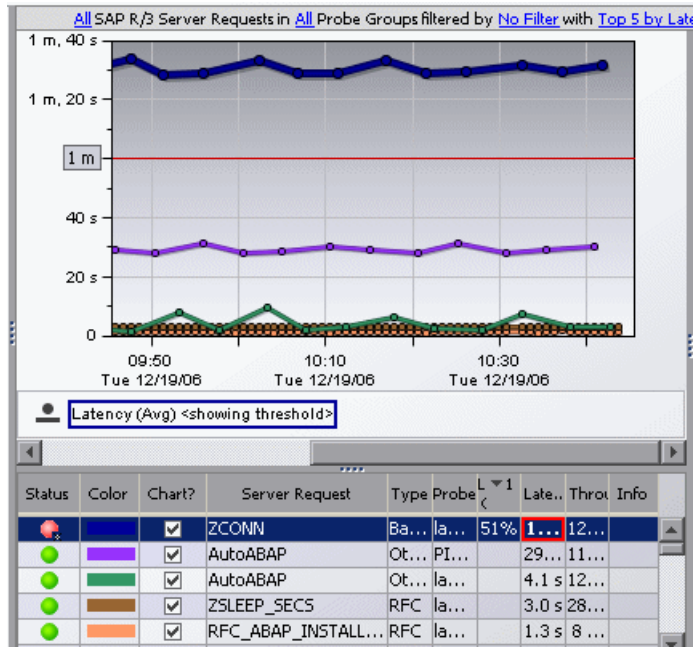 All SAP R/3 Server Requests in All Probe Groups filtered by No Filter with Top 5 by Late
1 m, 40 s
1 m, 20 s
1 m
40 s
20 s
0
09:50 10:10 10:30
Tue 12/19/06 Tue 12/19/06 Tue 12/19/06
Latency (Avg) <showing threshold>
Status Color Chart? Server Request Type Probe L 1 ( Late.. Throu Info
ZCONN Ba... la... 51% 1... 12...
AutoABAP Ot... PI... 29... 11...
AutoABAP Ot... la... 4.1 s 12...
ZSLEEP_SECS RFC la... 3.0 s 28...
RFC_ABAP_INSTALL... RFC la... 1.3 s 8 ...